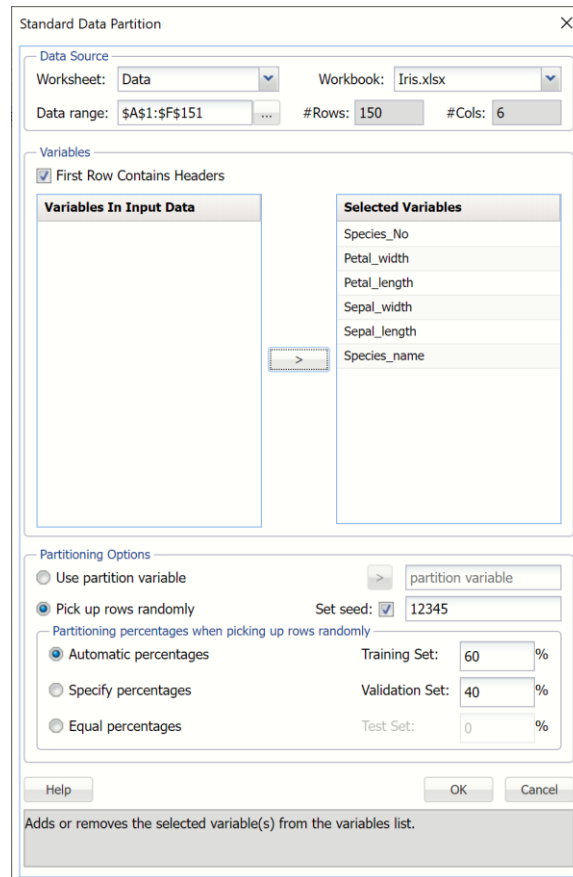 Standard Data Partition
Data Source
Worksheet: Data Workbook: Iris.xlsx
Data range: $A$1:$F$151 ... #Rows: 150 #Cols: 6
Variables
First Row Contains Headers
Variables In Input Data Selected Variables
Species_No
Petal_width
Petal_length
Sepal_width
Sepal_length
>
Species_name
Partitioning Options
Use partition variable > partition variable
Pick up rows randomly Set seed: 12345
Partitioning percentages when picking up rows randomly
Automatic percentages Training Set: 60 %
Specify percentages Validation Set: 40 %
Equal percentages Test Set: 0 %
Help OK Cancel
Adds or removes the selected variable(s) from the variables list.